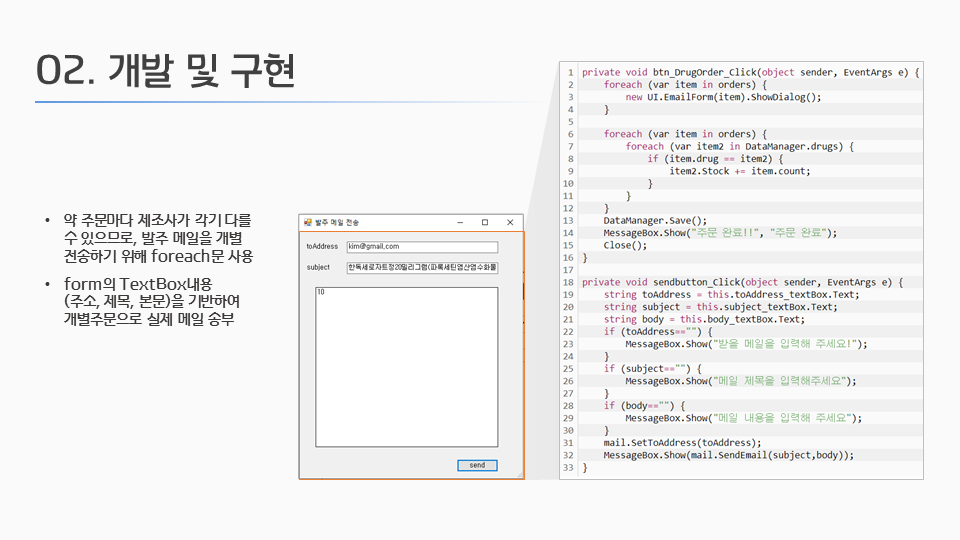 02. 개발 및 구현
• 약 주문마다 제조사가 각기 다를
수 있으므로, 발주 메일을 개별
전송하기 위해 foreach문 사용
• form의 TextBox내용
(주소, 제목, 본문)을 기반하여
개별주문으로 실제 메일 송부
발주 메일 전송
toAddress kim@gmail.com
subject 한독세로자트정20밀리그램(파록세틴염산염수화물
10
send
1 private void btn_DrugOrder_Click(object sender, EventArgs e) {
2 foreach (var item in orders) {
3 new UI.EmailForm(item).ShowDialog();
4 }
5
6 foreach (var item in orders) {
7 foreach (var item2 in DataManager.drugs) {
8 if (item.drug == item2) {
9 item2.Stock += item.count;
10 }
11 }
12 }
13 DataManager.Save();
14 MessageBox.Show("주문 완료!!", "주문 완료");
15 Close();
16 }
17
18 private void sendbutton_Click(object sender, EventArgs e) {
19 string toAddress = this.toAddress_textBox.Text;
20 string subject = this.subject_textBox.Text;
21 string body = this.body_textBox.Text;
22 if (toAddress=="") {
23 MessageBox.Show("받을 메일을 입력해 주세요!");
24 }
25 if (subject=="") {
26 MessageBox.Show("메일 제목을 입력해주세요");
27 }
28 if (body=="") {
29 MessageBox.Show("메일 내용을 입력해 주세요");
30 }
31 mail.SetToAddress(toAddress);
32 MessageBox.Show(mail.SendEmail(subject,body));
33 }